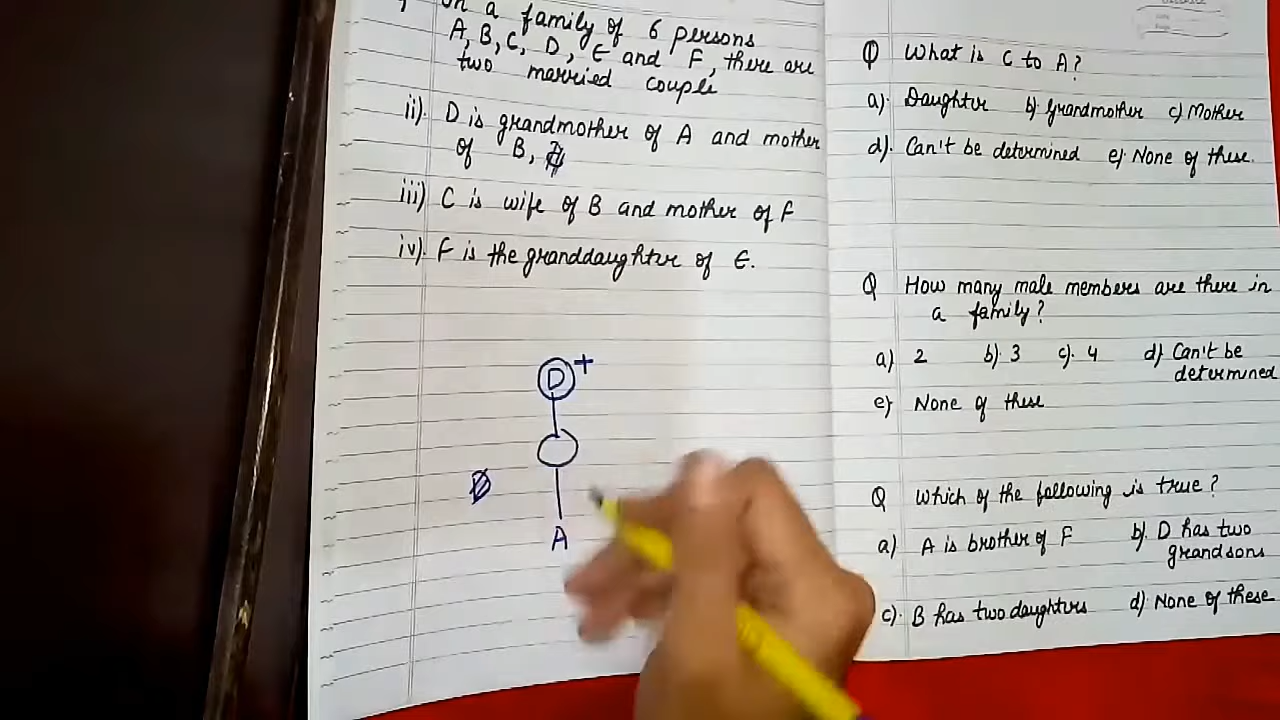 In a family of 6 persons
A, B, C, D, E and F, there are
two married couple
ii). D is grandmother of A and mother
of B,
iii) C is wife of B and mother of F
iv). F is the granddaughter of E.
D +
A
Q What is C to A?
a). Daughter b). Grandmother c) Mother
d). Can't be determined e). None of these.
Q How many male members are there in
a family?
a) 2 b). 3 c). 4 d) Can't be
determined
e) None of these
Q Which of the following is true?
a) A is brother of F b). D has two
grandsons
c). B has two daughters d) None of these